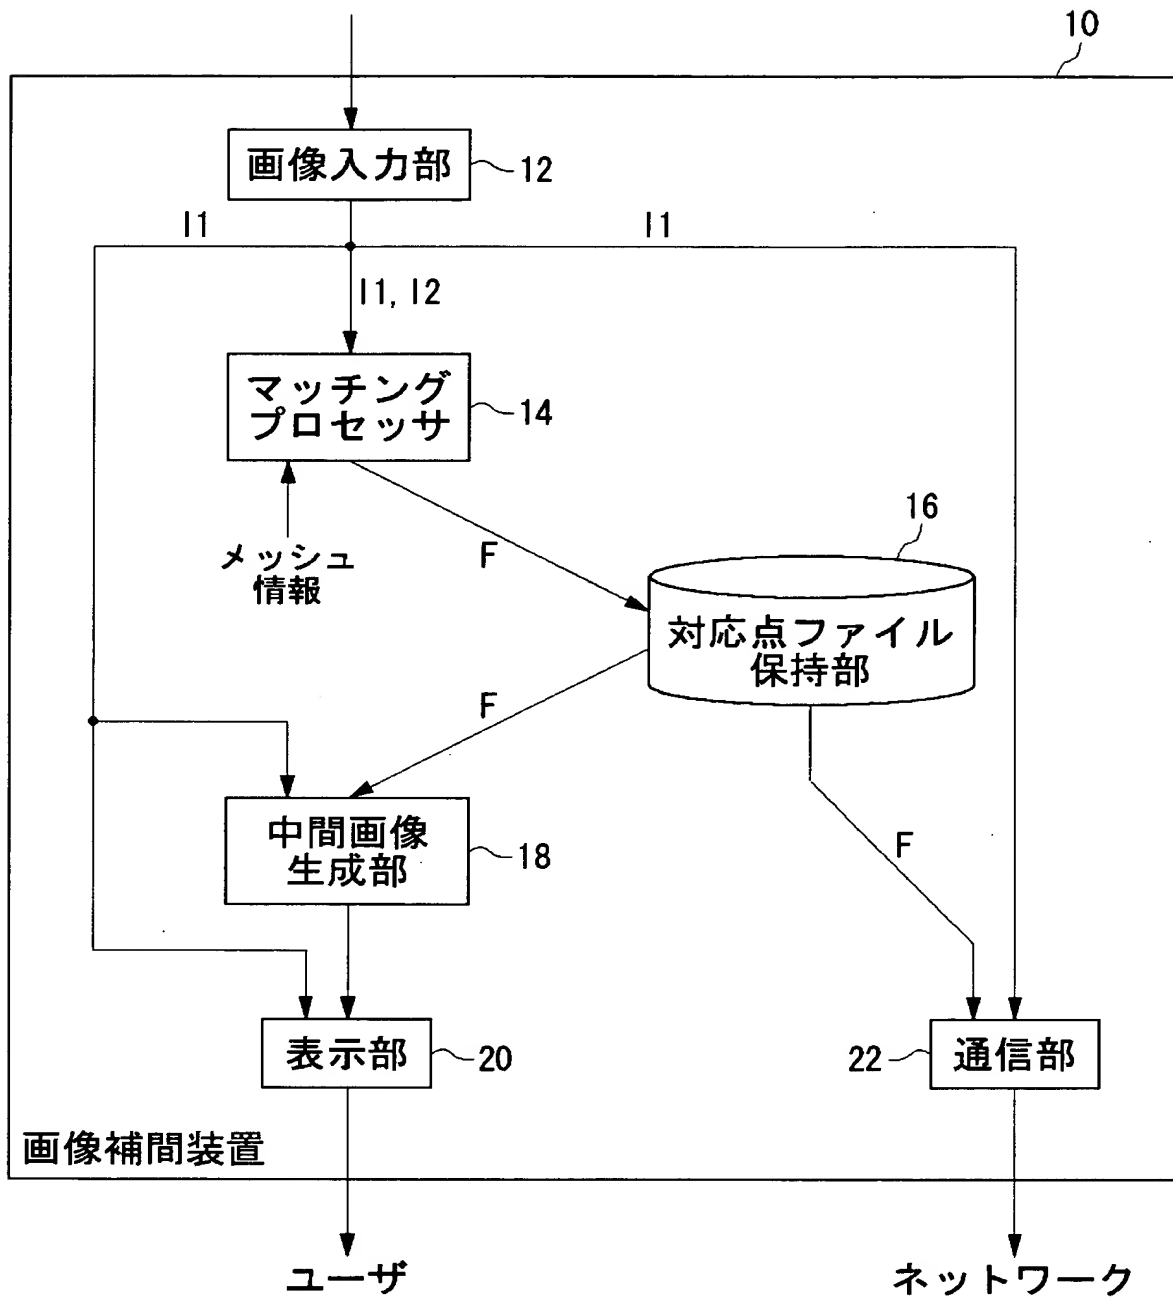 10
画像入力部
12
I1
I1
I1, I2
マッチング
プロセッサ
14
メッシュ
情報
F
16
対応点ファイル
保持部
F
中間画像
生成部
18
F
表示部
20
22
通信部
画像補間装置
ユーザ
ネットワーク